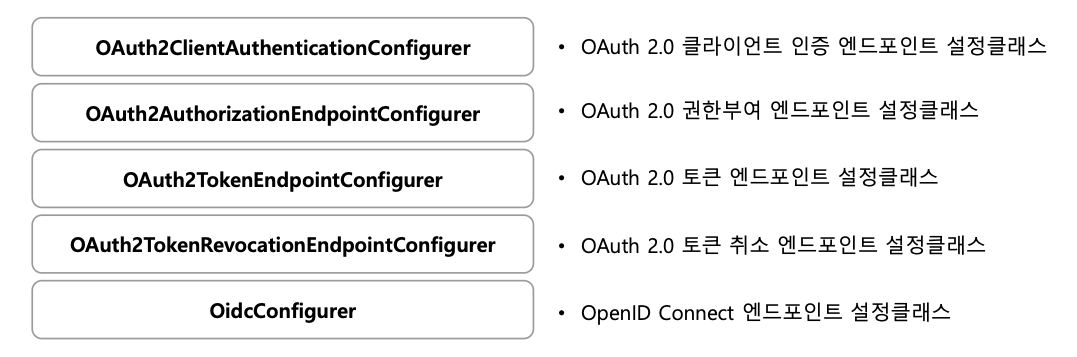 OAuth2ClientAuthenticationConfigurer • OAuth 2.0 클라이언트 인증 엔드포인트 설정클래스
OAuth2AuthorizationEndpointConfigurer • OAuth 2.0 권한부여 엔드포인트 설정클래스
OAuth2TokenEndpointConfigurer • OAuth 2.0 토큰 엔드포인트 설정클래스
OAuth2TokenRevocationEndpointConfigurer • OAuth 2.0 토큰 취소 엔드포인트 설정클래스
OidcConfigurer • OpenID Connect 엔드포인트 설정클래스